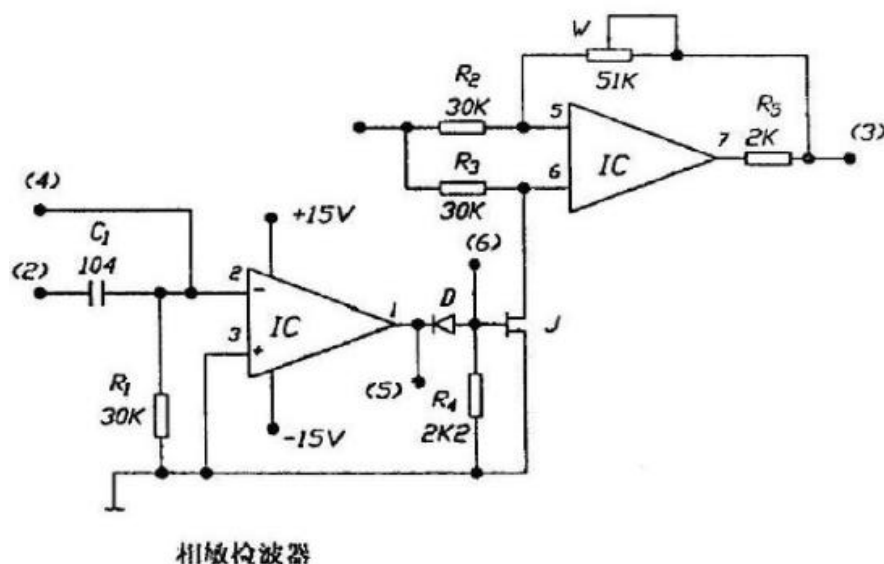 W
51K
R2
30K
R5
2K
5
6
7
IC
(3)
R3
30K
(4)
C1
104
(2)
+15V
(6)
2
-
3
+
IC
1
D
J
(5)
R1
30K
R4
2K2
-15V
相敏检波器